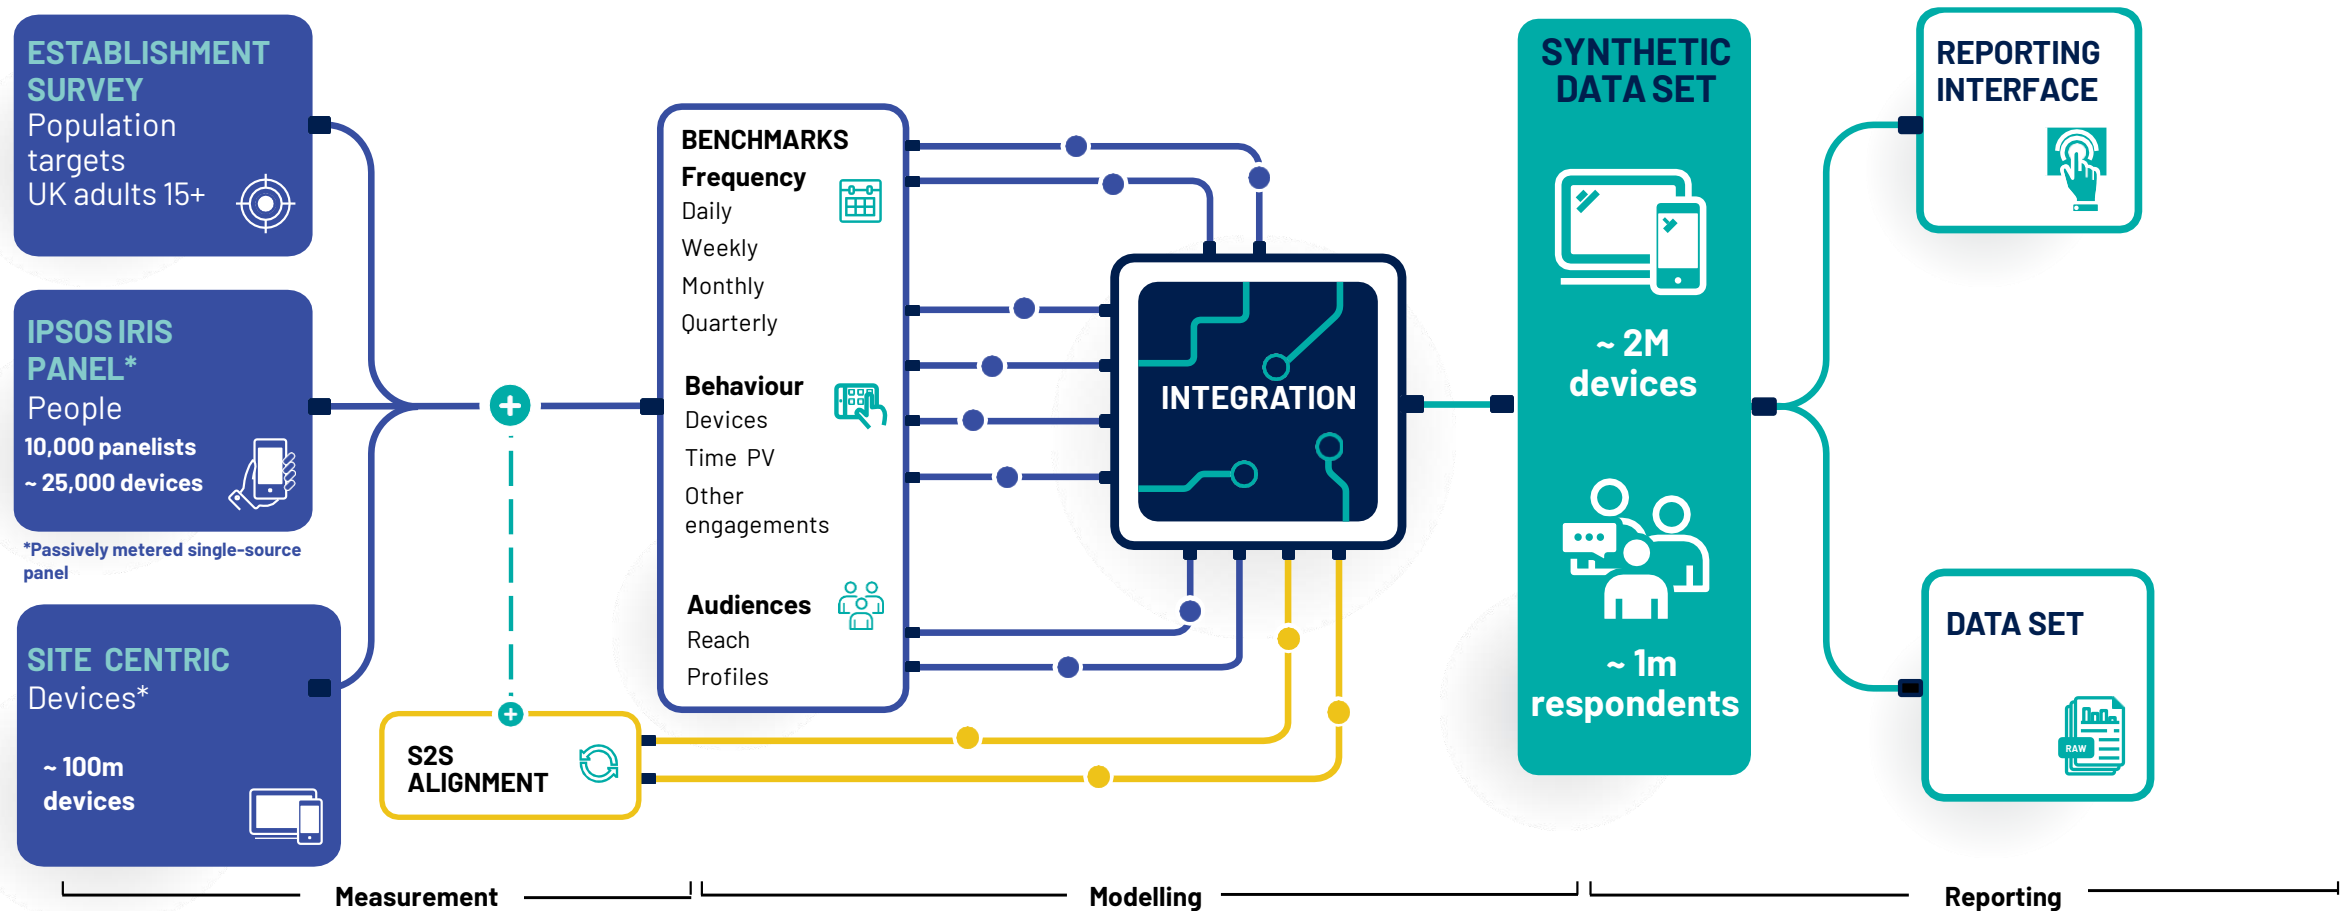 ESTABLISHMENT
SURVEY
Population
targets
UK adults 15+
IPSOS IRIS
PANEL*
People
10,000 panelists
~ 25,000 devices
*Passively metered single-source
panel
SITE CENTRIC
Devices*
~ 100m
devices
S2S
ALIGNMENT
BENCHMARKS
Frequency
Daily
Weekly
Monthly
Quarterly
Behaviour
Devices
Time PV
Other
engagements
Audiences
Reach
Profiles
INTEGRATION
SYNTHETIC
DATA SET
~ 2M
devices
~ 1m
respondents
REPORTING
INTERFACE
DATA SET
RAW
Measurement
Modelling
Reporting